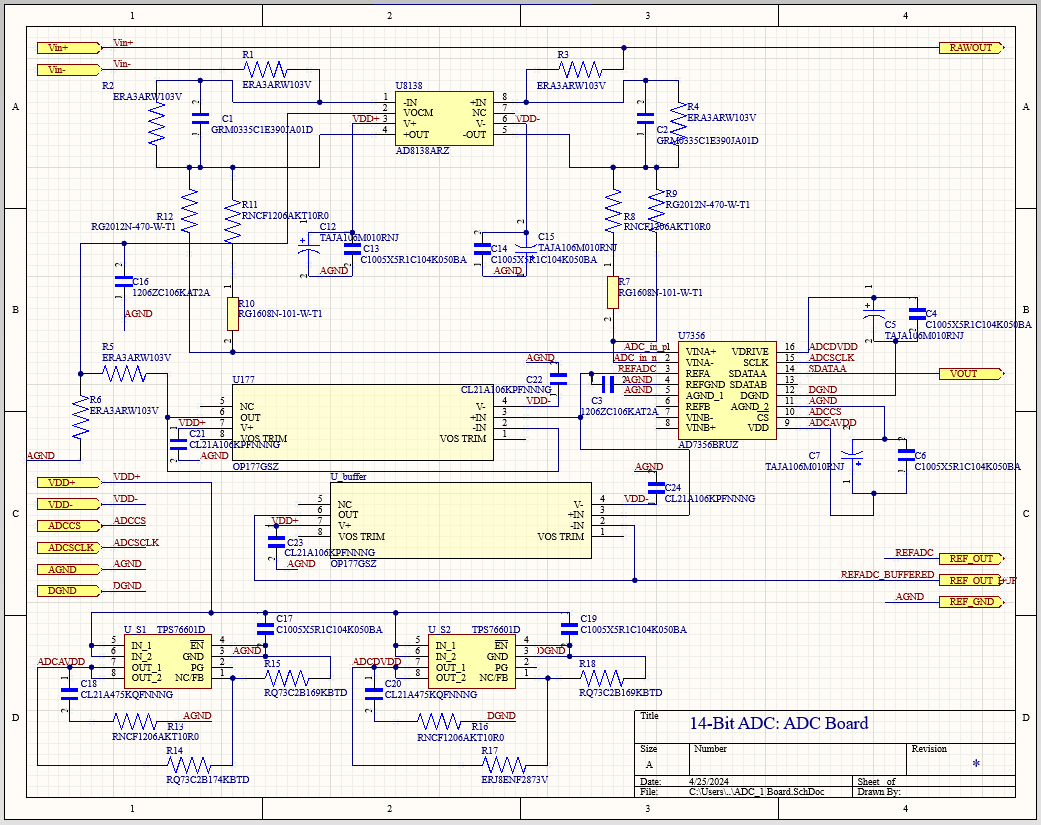 1 2 3 4
Vin+ Vin+ RAWOUT
Vin- Vin-
R1
ERA3ARW103V
R3
ERA3ARW103V
R2
ERA3ARW103V
C1
GRM0335C1E390JA01D
U8138
1 -IN +IN 8
2 VOCM NC 7
VDD+ 3 V+ V- 6 VDD-
4 +OUT -OUT 5
AD8138ARZ
C2
GRM0335C1E390JA01D
R4
ERA3ARW103V
A A
R12
RG2012N-470-W-T1
R11
RNCF1206AKT10R0
C12
TAJA106M010RNJ
C13
C1005X5R1C104K050BA
AGND
C14
C1005X5R1C104K050BA
AGND
C15
TAJA106M010RNJ
R8
RNCF1206AKT10R0
R9
RG2012N-470-W-T1
C16
1206ZC106KAT2A
AGND
R10
RG1608N-101-W-T1
R7
RG1608N-101-W-T1
B B
C5
TAJA106M010RNJ
C4
C1005X5R1C104K050BA
U7356
ADC_in_p 1 VINA+ VDRIVE 16 ADCDVDD
ADC_in_n 2 VINA- SCLK 15 ADCSCLK
REFADC 3 REFA SDATAA 14 SDATAA VOUT
AGND 4 REFGND SDATAB 13
AGND 5 AGND_1 DGND 12 DGND
6 REFB AGND_2 11 AGND
7 VINB- CS 10 ADCCS
8 VINB+ VDD 9 ADCAVDD
AD7356BRUZ
R5
ERA3ARW103V
R6
ERA3ARW103V
AGND
AGND
C22
CL21A106KPFNNNG
VDD-
C3
1206ZC106KAT2A
U177
5 NC V- 4
6 OUT +IN 3
VDD+ 7 V+ -IN 2
8 VOS TRIM VOS TRIM 1
OP177GSZ
C21
CL21A106KPFNNNG
AGND
C7
TAJA106M010RNJ
C6
C1005X5R1C104K050BA
U_buffer
5 NC V- 4
6 OUT +IN 3
VDD+ 7 V+ -IN 2
8 VOS TRIM VOS TRIM 1
OP177GSZ
C23
CL21A106KPFNNNG
AGND
AGND
C24
CL21A106KPFNNNG
VDD-
C C
VDD+ VDD+
VDD- VDD-
ADCCS ADCCS
ADCSCLK ADCSCLK
AGND AGND
DGND DGND
REFADC REF_OUT
REFADC_BUFFERED REF_OUT_BUF
AGND REF_GND
U_S1 TPS76601D
5 IN_1 EN 4
6 IN_2 GND 3 AGND
ADCAVDD 7 OUT_1 PG 2
8 OUT_2 NC/FB 1
C17
C1005X5R1C104K050BA
C18
CL21A475KQFNNNG
R15
RQ73C2B169KBTD
AGND
R13
RNCF1206AKT10R0
R14
RQ73C2B174KBTD
U_S2 TPS76601D
5 IN_1 EN 4
6 IN_2 GND 3 DGND
ADCDVDD 7 OUT_1 PG 2
8 OUT_2 NC/FB 1
C19
C1005X5R1C104K050BA
C20
CL21A475KQFNNNG
R18
RQ73C2B169KBTD
DGND
R16
RNCF1206AKT10R0
R17
ERJ8ENF2873V
D D
Title 14-Bit ADC: ADC Board
Size Number Revision
A *
Date: 4/25/2024 Sheet of
File: C:\Users\..\ADC_1 Board.SchDoc Drawn By:
1 2 3 4